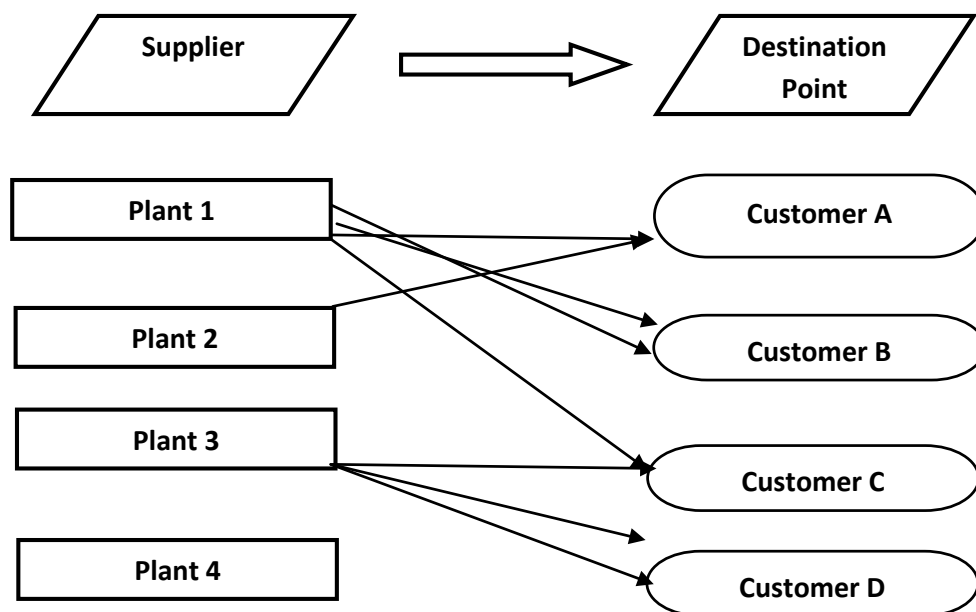 Supplier
Destination
Point
Plant 1
Customer A
Plant 2
Customer B
Plant 3
Customer C
Plant 4
Customer D